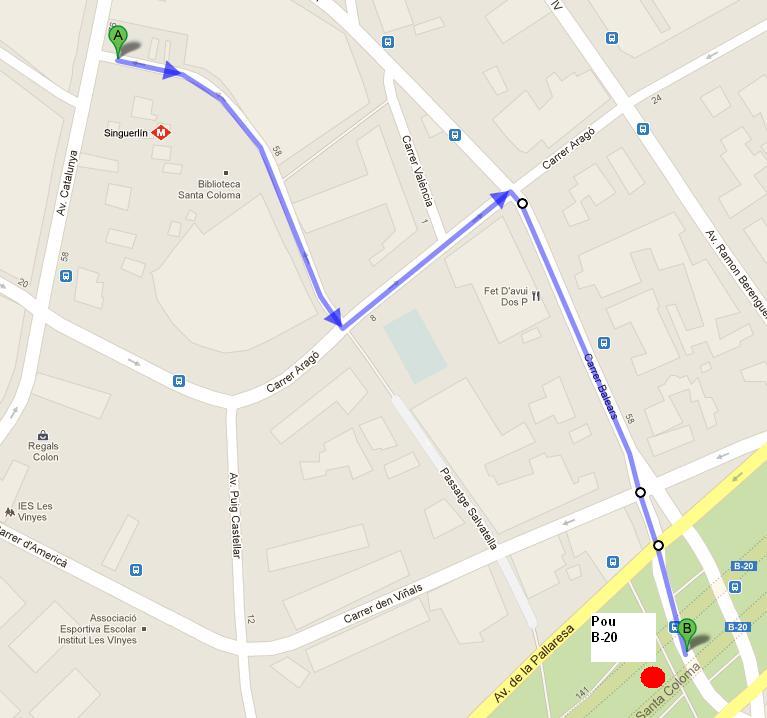 A
IV
24
Singuerlín
M
58
Carrer Aragó
Carrer València
Biblioteca
Santa Coloma
Av. Catalunya
58
1
20
Fet D'avui
Dos P
Av. Ramon Berengue
8
Carrer Aragó
Carrer Balears
58
Regals
Colon
Av. Puig Castellar
Passatge Salvatella
IES Les
Vinyes
Carrer d'Americà
Carrer den Viñals
12
B-20
Associació
Esportiva Escolar
Institut Les Vinyes
Pou
B-20
B
B-20
Av. de la Pallaresa
141
Santa Coloma